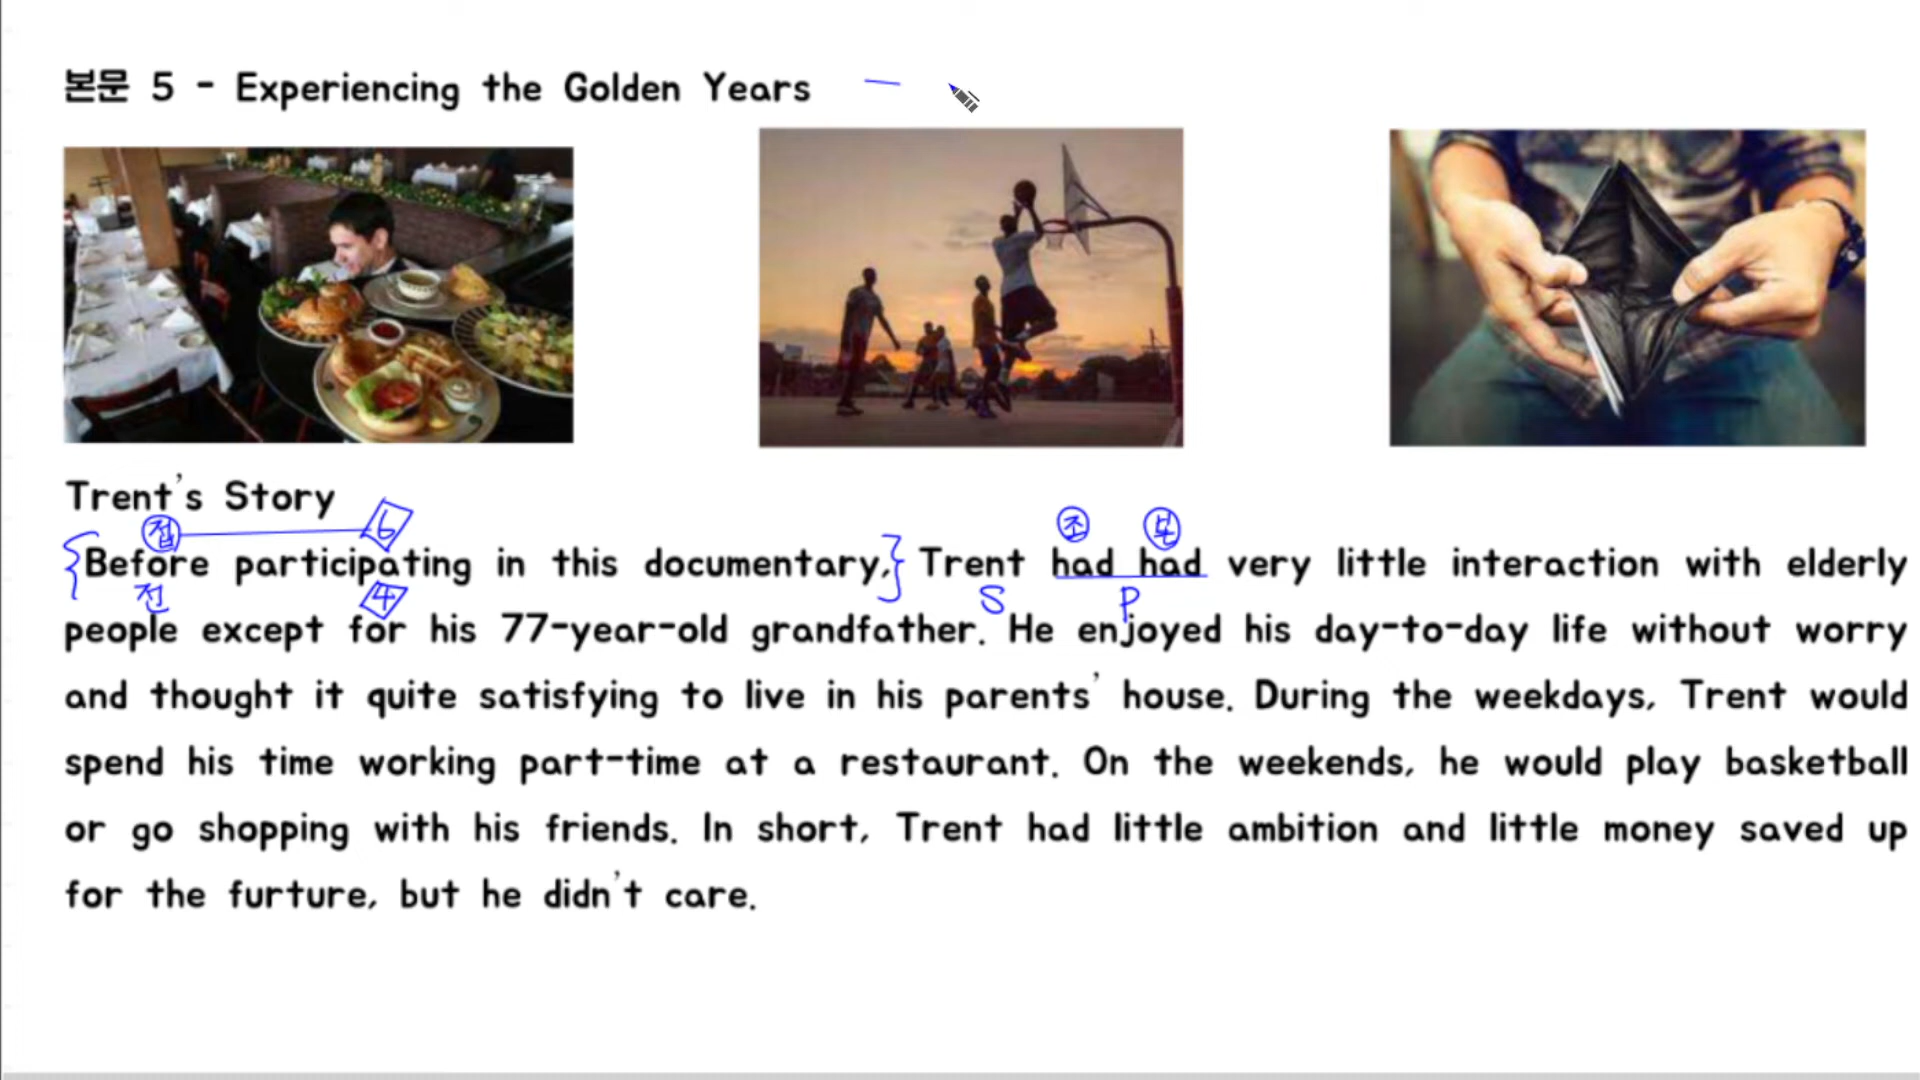 본문 5 - Experiencing the Golden Years
Trent's Story
접 6 조 본
Before participating in this documentary, Trent had had very little interaction with elderly
전 4 S P
people except for his 77-year-old grandfather. He enjoyed his day-to-day life without worry
and thought it quite satisfying to live in his parents' house. During the weekdays, Trent would
spend his time working part-time at a restaurant. On the weekends, he would play basketball
or go shopping with his friends. In short, Trent had little ambition and little money saved up
for the furture, but he didn't care.